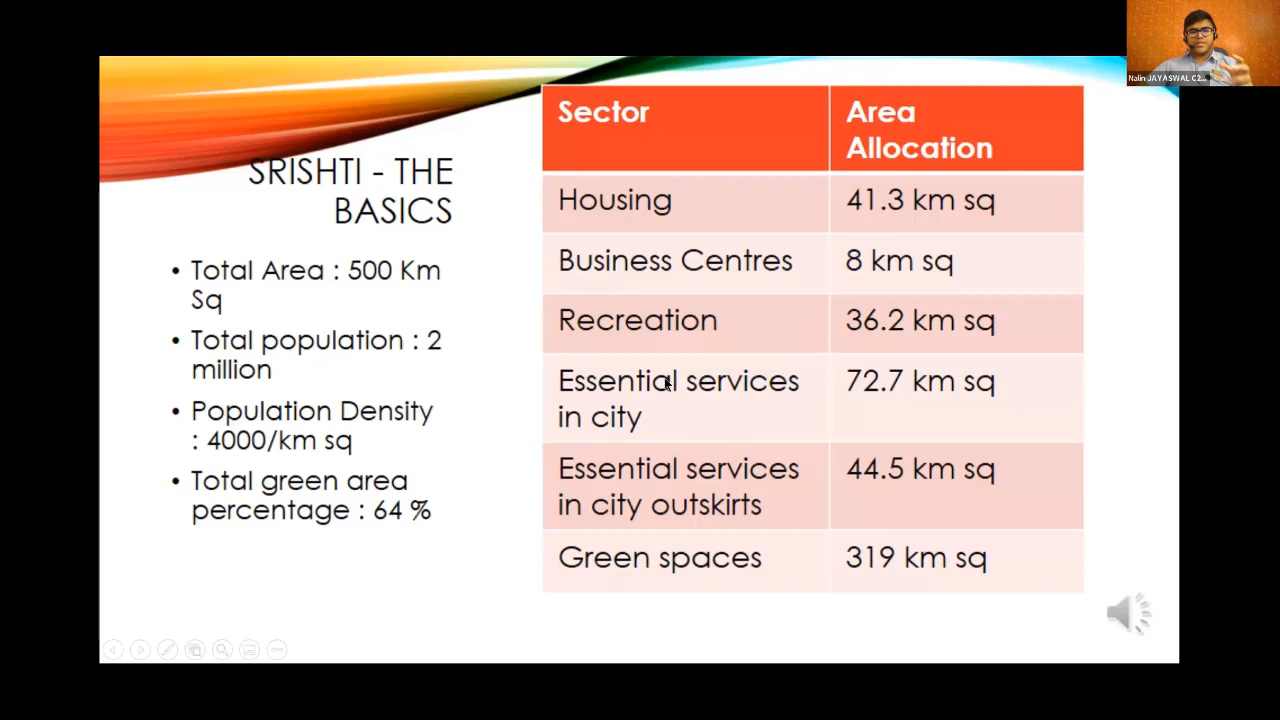 Nalin JAYASWAL C2...
SRISHTI - THE
BASICS
• Total Area : 500 Km
Sq
• Total population : 2
million
• Population Density
: 4000/km sq
• Total green area
percentage : 64 %
Sector Area
Allocation
Housing 41.3 km sq
Business Centres 8 km sq
Recreation 36.2 km sq
Essential services 72.7 km sq
in city
Essential services 44.5 km sq
in city outskirts
Green spaces 319 km sq